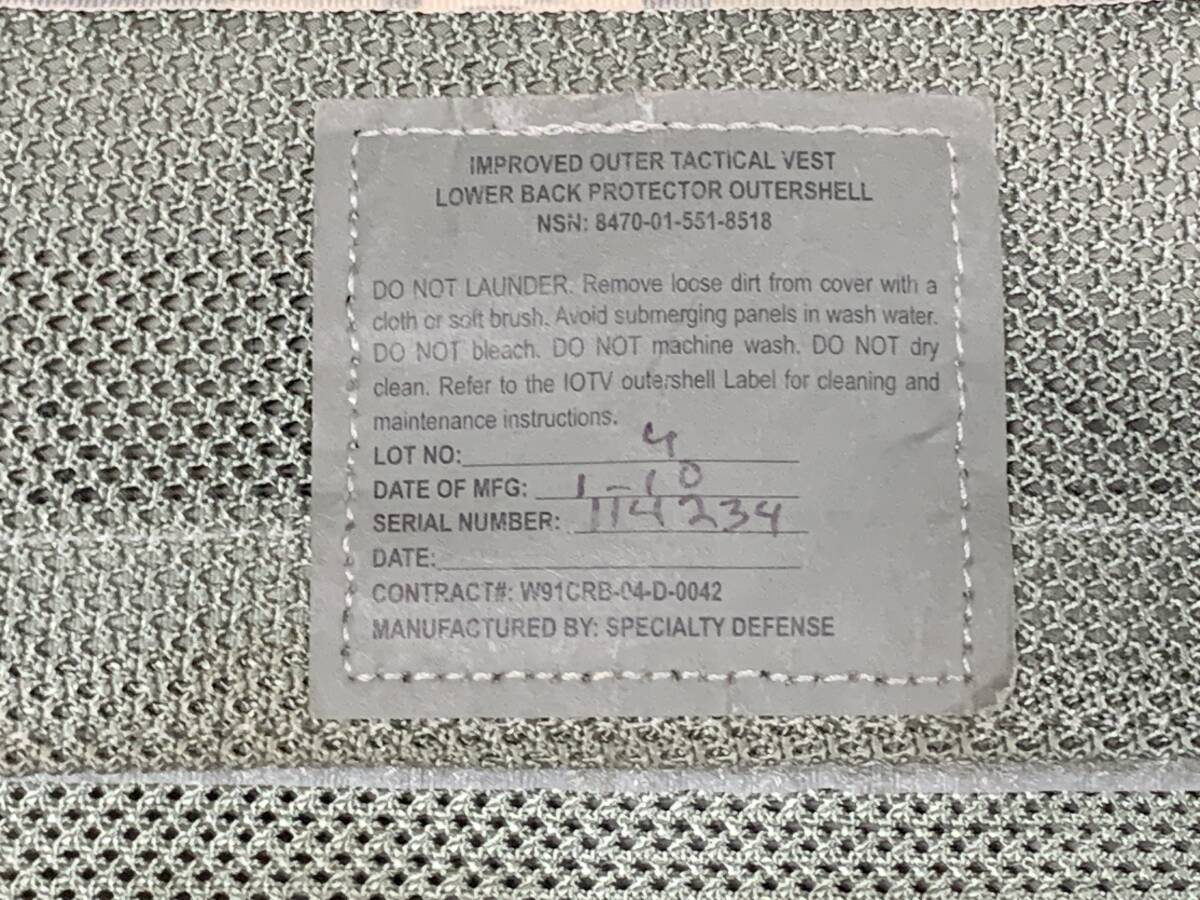 IMPROVED OUTER TACTICAL VEST
LOWER BACK PROTECTOR OUTERSHELL
NSN: 8470-01-551-8518
DO NOT LAUNDER. Remove loose dirt from cover with a
cloth or soft brush. Avoid submerging panels in wash water.
DO NOT bleach. DO NOT machine wash. DO NOT dry
clean. Refer to the IOTV outershell Label for cleaning and
maintenance instructions.
LOT NO: 4
DATE OF MFG: 1-10
SERIAL NUMBER: 114234
DATE:
CONTRACT#: W91CRB-04-D-0042
MANUFACTURED BY: SPECIALTY DEFENSE